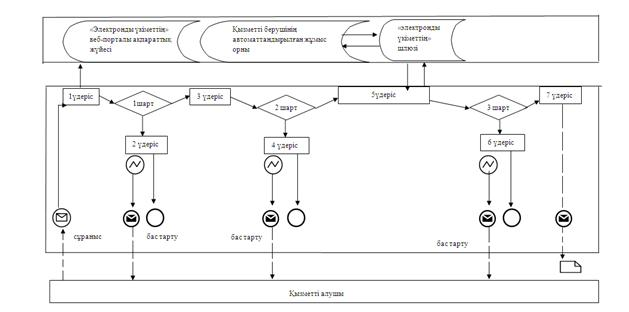 «Электронды үкіметтің»
веб-порталы ақпараттық
жүйесі
Қызметті берушінің
автоматтандырылған жұмыс
орны
«электронды
үкіметтің»
шлюзі
1үдеріс
1шарт
3 үдеріс
2 шарт
5үдеріс
3 шарт
7 үдеріс
2 үдеріс
4 үдеріс
6 үдеріс
сұраныс
бас тарту
бас тарту
бас тарту
Қызметті алушы